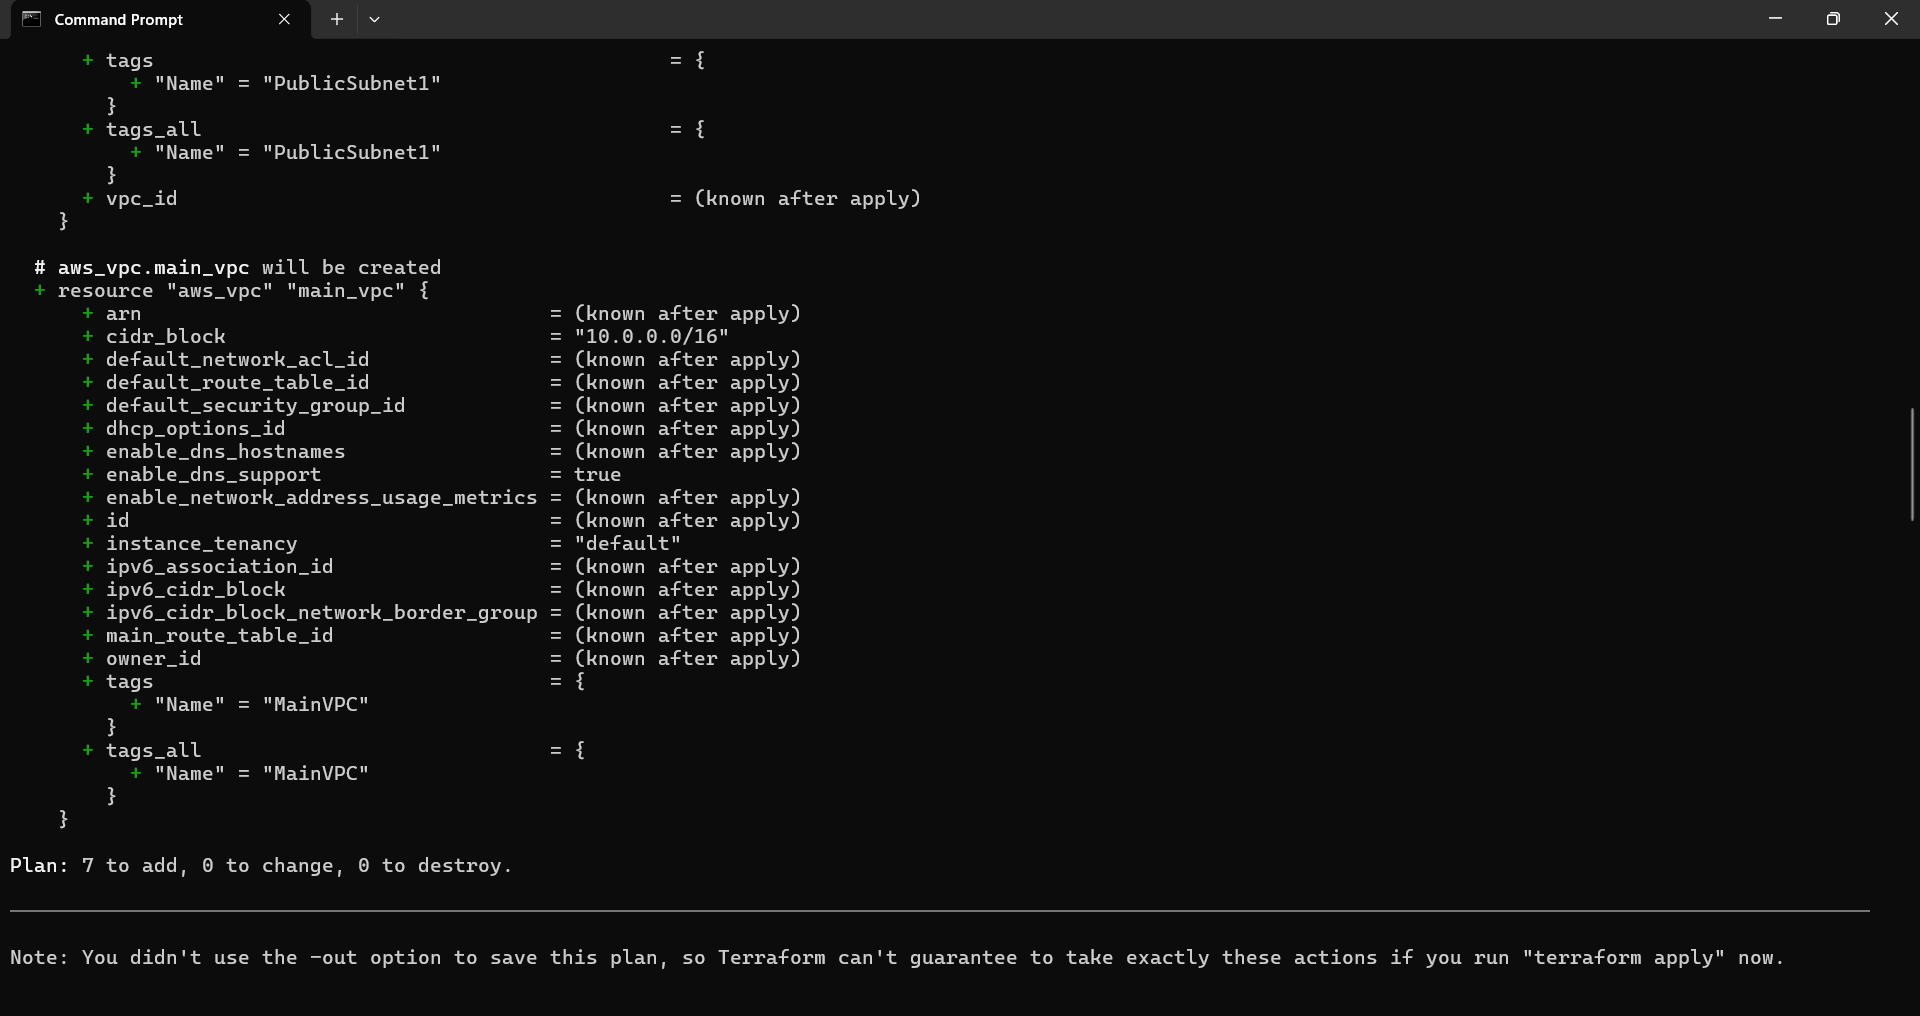 Command Prompt
      + tags                                           = {
          + "Name" = "PublicSubnet1"
        }
      + tags_all                                       = {
          + "Name" = "PublicSubnet1"
        }
      + vpc_id                                         = (known after apply)
    }
  # aws_vpc.main_vpc will be created
  + resource "aws_vpc" "main_vpc" {
      + arn                                  = (known after apply)
      + cidr_block                           = "10.0.0.0/16"
      + default_network_acl_id               = (known after apply)
      + default_route_table_id               = (known after apply)
      + default_security_group_id            = (known after apply)
      + dhcp_options_id                      = (known after apply)
      + enable_dns_hostnames                 = (known after apply)
      + enable_dns_support                   = true
      + enable_network_address_usage_metrics = (known after apply)
      + id                                   = (known after apply)
      + instance_tenancy                     = "default"
      + ipv6_association_id                  = (known after apply)
      + ipv6_cidr_block                      = (known after apply)
      + ipv6_cidr_block_network_border_group = (known after apply)
      + main_route_table_id                  = (known after apply)
      + owner_id                             = (known after apply)
      + tags                                 = {
          + "Name" = "MainVPC"
        }
      + tags_all                             = {
          + "Name" = "MainVPC"
        }
    }
Plan: 7 to add, 0 to change, 0 to destroy.
Note: You didn't use the -out option to save this plan, so Terraform can't guarantee to take exactly these actions if you run "terraform apply" now.